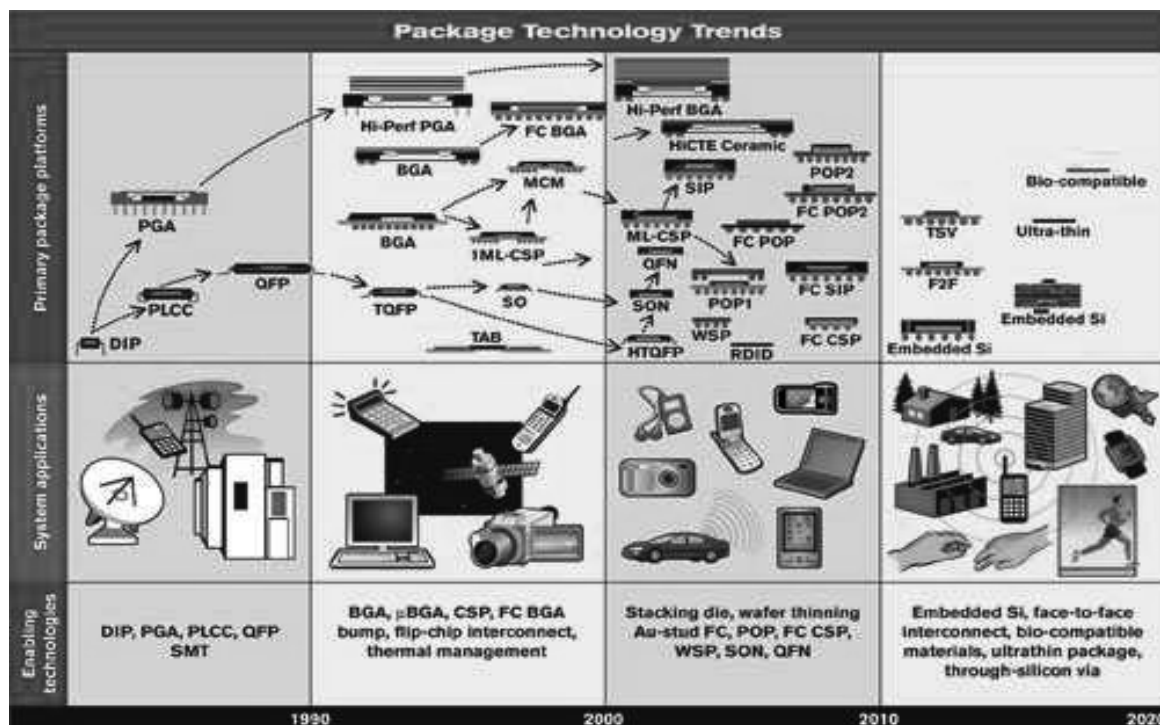 Package Technology Trends
Primary package platforms
DIP
PGA
PLCC
QFP
Hi-Perf PGA
FC BGA
BGA
MCM
BGA
ML-CSP
TQFP
SO
TAB
Hi-Perf BGA
HiCTE Ceramic
SIP
POP2
FC POP2
ML-CSP
FC POP
QFN
SON
POP1
FC SIP
WSP
FC CSP
HTQFP
RDID
Bio-compatible
TSV
Ultra-thin
F2F
Embedded Si
Embedded Si
System applications
Enabling
technologies
DIP, PGA, PLCC, QFP
SMT
BGA, µBGA, CSP, FC BGA
bump, flip-chip interconnect,
thermal management
Stacking die, wafer thinning
Au-stud FC, POP, FC CSP,
WSP, SON, QFN
Embedded Si, face-to-face
interconnect, bio-compatible
materials, ultrathin package,
through-silicon via
1990
2000
2010
2020